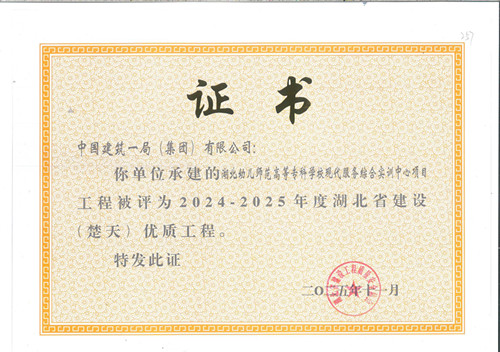 证书
中国建筑一局（集团）有限公司：
你单位承建的湖北幼儿师范高等专科学校现代服务综合实训中心项目
工程被评为2024-2025年度湖北省建设
（楚天）优质工程。
特发此证
二〇二五年十一月